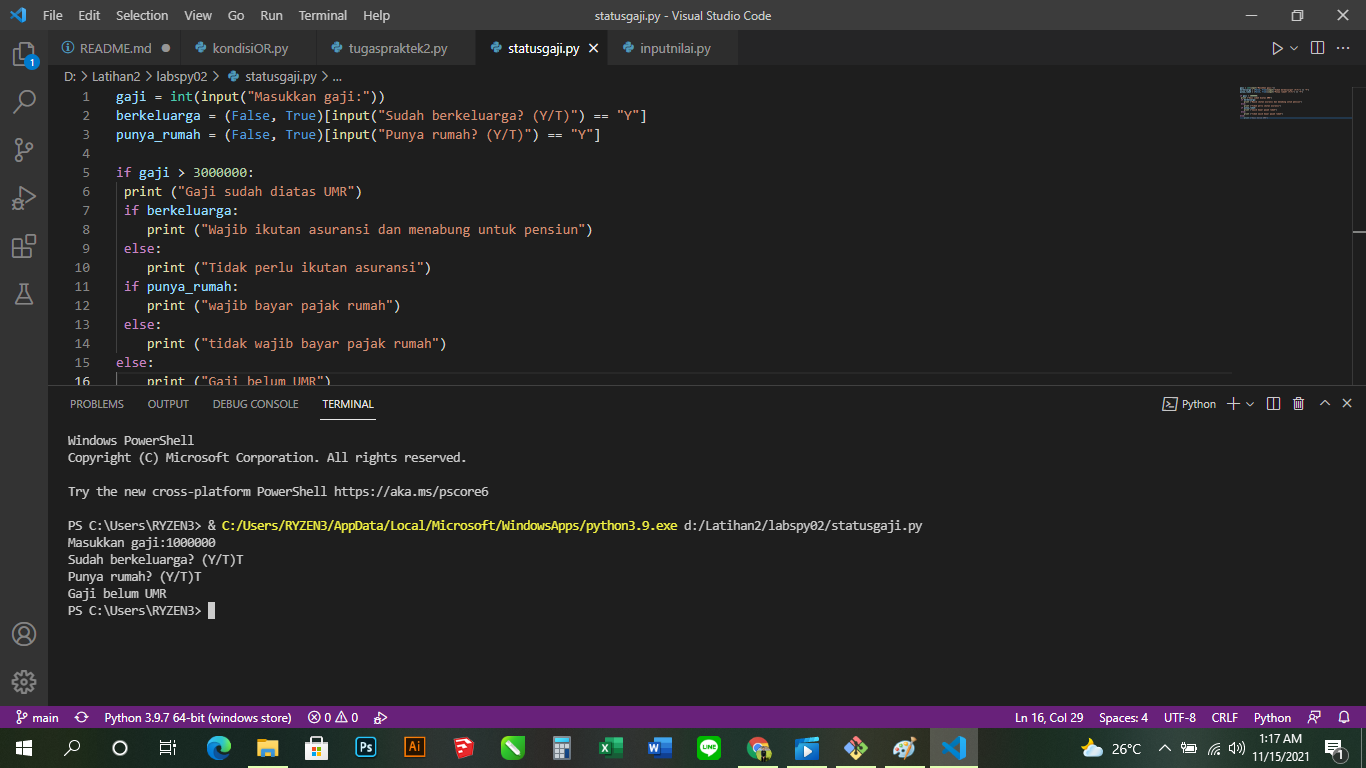 File Edit Selection View Go Run Terminal Help statusgaji.py - Visual Studio Code
README.md kondisiOR.py tugaspraktek2.py statusgaji.py inputnilai.py
D: > Latihan2 > labspy02 > statusgaji.py > ...
1 gaji = int(input("Masukkan gaji:"))
2 berkeluarga = (False, True)[input("Sudah berkeluarga? (Y/T)") == "Y"]
3 punya_rumah = (False, True)[input("Punya rumah? (Y/T)") == "Y"]
4
5 if gaji > 3000000:
6 print ("Gaji sudah diatas UMR")
7 if berkeluarga:
8 print ("Wajib ikutan asuransi dan menabung untuk pensiun")
9 else:
10 print ("Tidak perlu ikutan asuransi")
11 if punya_rumah:
12 print ("wajib bayar pajak rumah")
13 else:
14 print ("tidak wajib bayar pajak rumah")
15 else:
16 print ("Gaji belum UMR")
PROBLEMS OUTPUT DEBUG CONSOLE TERMINAL Python
Windows PowerShell
Copyright (C) Microsoft Corporation. All rights reserved.
Try the new cross-platform PowerShell https://aka.ms/pscore6
PS C:\Users\RYZEN3> & C:/Users/RYZEN3/AppData/Local/Microsoft/WindowsApps/python3.9.exe d:/Latihan2/labspy02/statusgaji.py
Masukkan gaji:1000000
Sudah berkeluarga? (Y/T)T
Punya rumah? (Y/T)T
Gaji belum UMR
PS C:\Users\RYZEN3>
main Python 3.9.7 64-bit (windows store) 0 0 Ln 16, Col 29 Spaces: 4 UTF-8 CRLF Python
Ps Ai LINE 26°C 1:17 AM
11/15/2021 1